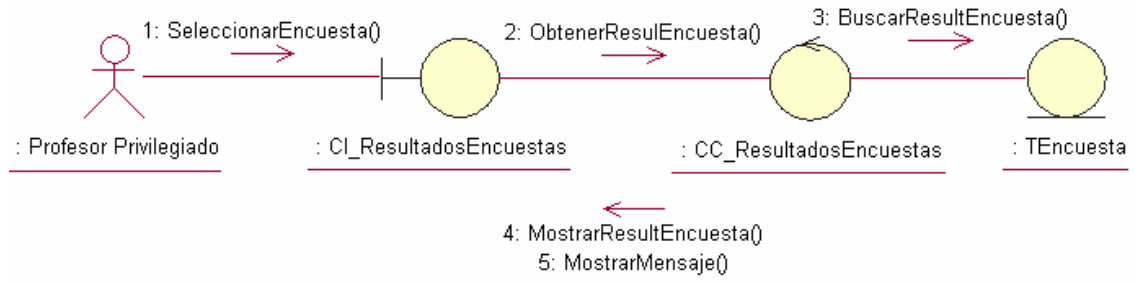 1: SeleccionarEncuesta()
2: ObtenerResulEncuesta()
3: BuscarResultEncuesta()
: Profesor Privilegiado
: CI_ResultadosEncuestas
: CC_ResultadosEncuestas
: TEncuesta
4: MostrarResultEncuesta()
5: MostrarMensaje()